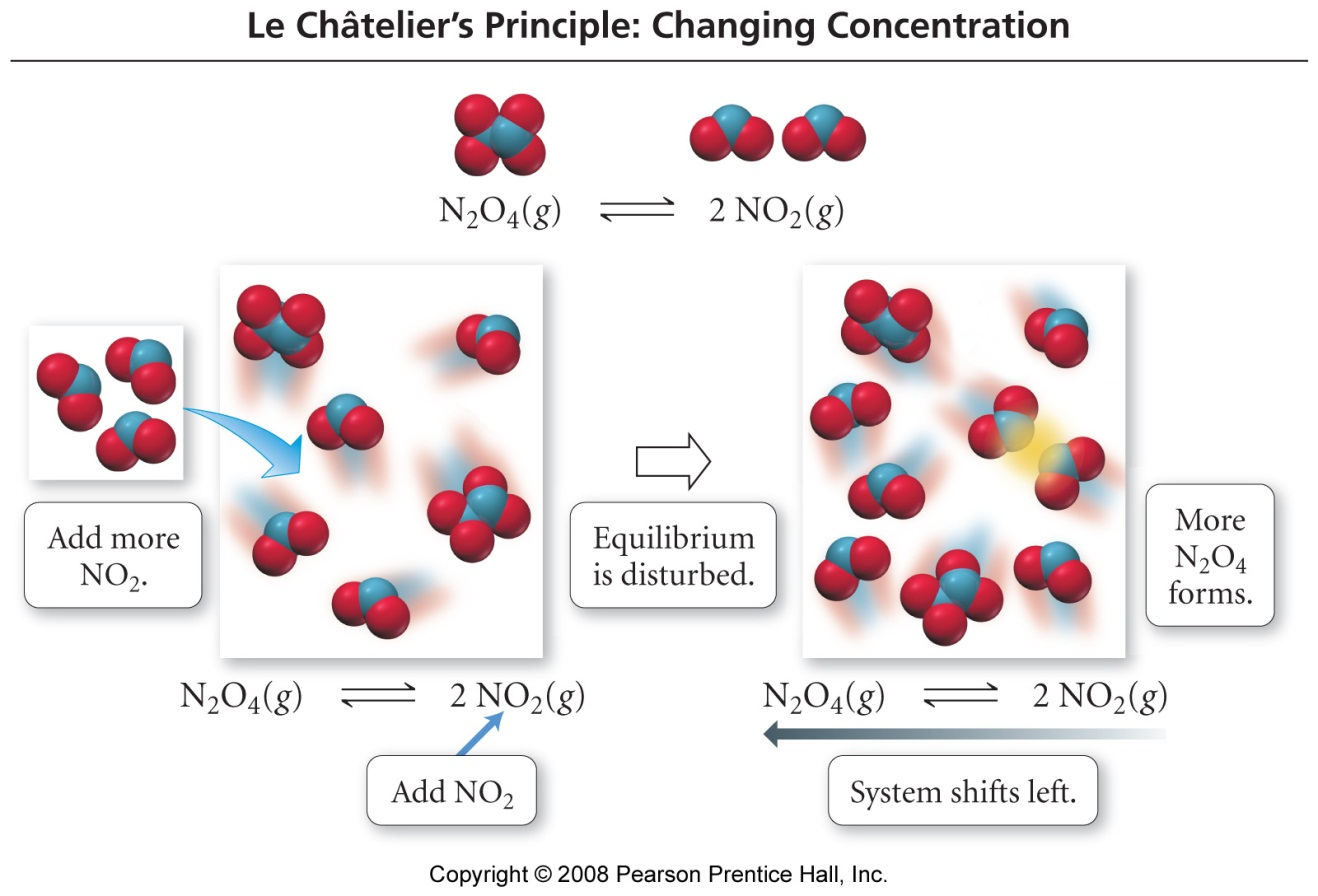 Le Châtelier’s Principle: Changing Concentration
N₂O₄(g) ⇌ 2 NO₂(g)
Add more
NO₂.
Equilibrium
is disturbed.
More
N₂O₄
forms.
N₂O₄(g) ⇌ 2 NO₂(g)
N₂O₄(g) ⇌ 2 NO₂(g)
Add NO₂
System shifts left.
Copyright © 2008 Pearson Prentice Hall, Inc.